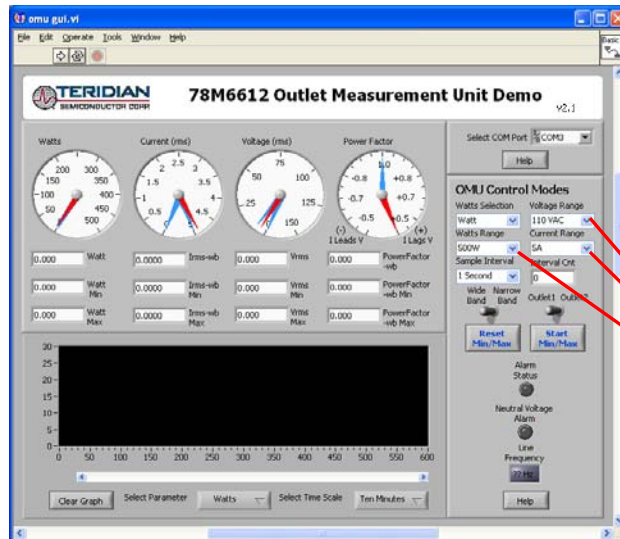 omu gui.vi
File Edit Operate Tools Window Help
Basic
TERIDIAN
SEMICONDUCTOR CORP.
78M6612 Outlet Measurement Unit Demo
v2.1
Select COM Port COM3
Help
Watts
Current (rms)
Voltage (rms)
Power Factor
50 100 150 200 300 350 400 450 500
0.5 1.5 2 2.5 3 3.5 4 4.5
25 50 75 100 125 150
-0.5 -0.7 -0.8 1.0 +0.8 +0.7 +0.5
(-) (+)
I Leads V I Lags V
0.000 Watt
0.0000 Irms-wb
0.000 Vrms
0.000 PowerFactor -wb
0.000 Watt Min
0.0000 Irms-wb Min
0.000 Vrms Min
0.000 PowerFactor -wb Min
0.000 Watt Max
0.0000 Irms-wb Max
0.000 Vrms Max
0.000 PowerFactor -wb Max
OMU Control Modes
Watts Selection Voltage Range
Watt 110 VAC
Watts Range Current Range
500W 5A
Sample Interval Interval Cnt
1 Second 0
Wide Band Narrow Band
Outlet1 Outlet2
Reset Min/Max
Start Min/Max
Alarm Status
Neutral Voltage Alarm
Line Frequency
?? Hz
Help
30
25
20
15
10
5
0
0 50 100 150 200 250 300 350 400 450 500 550 600
Clear Graph Select Parameter Watts Select Time Scale Ten Minutes